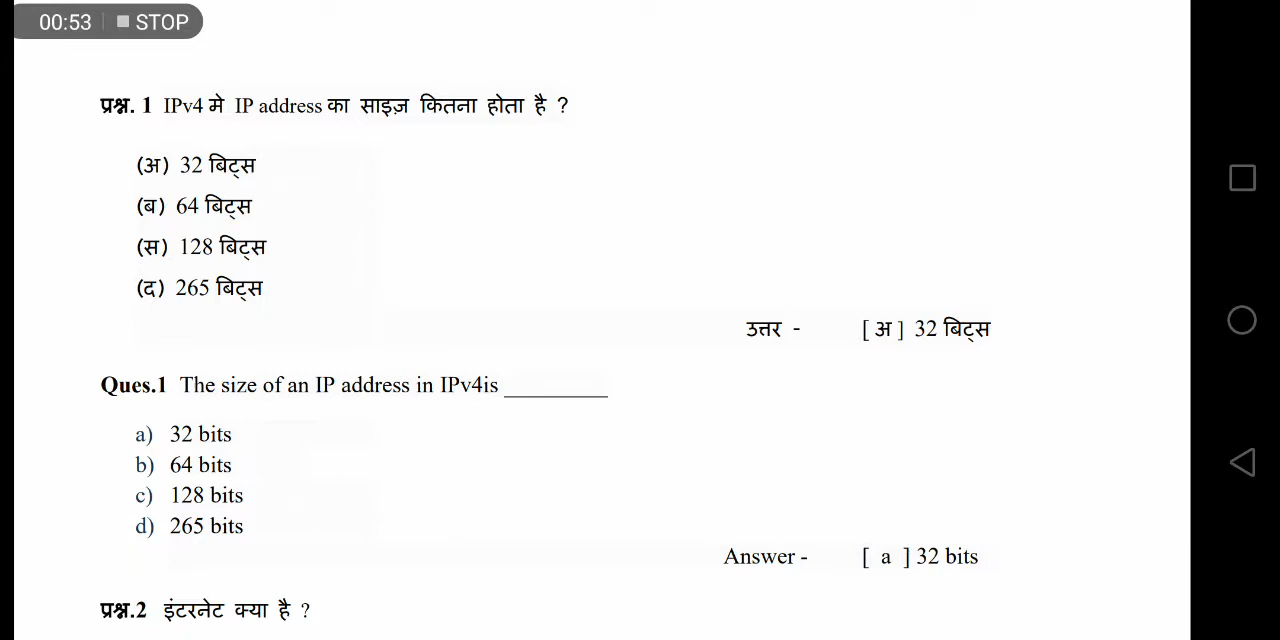 00:53 STOP
प्रश्न. 1 IPv4 मे IP address का साइज़ कितना होता है ?
(अ) 32 बिट्स
(ब) 64 बिट्स
(स) 128 बिट्स
(द) 265 बिट्स
उत्तर - [ अ ] 32 बिट्स
Ques.1 The size of an IP address in IPv4is _________
a) 32 bits
b) 64 bits
c) 128 bits
d) 265 bits
Answer - [ a ] 32 bits
प्रश्न.2 इंटरनेट क्या है ?